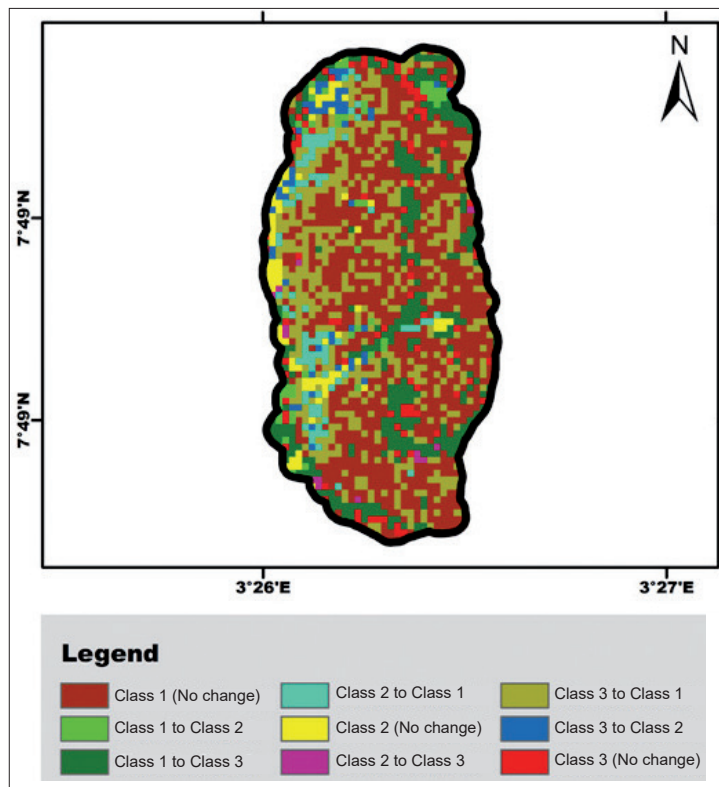 N
7°49'N
7°49'N
3°26'E
3°27'E
Legend
Class 1 (No change)
Class 2 to Class 1
Class 3 to Class 1
Class 1 to Class 2
Class 2 (No change)
Class 3 to Class 2
Class 1 to Class 3
Class 2 to Class 3
Class 3 (No change)